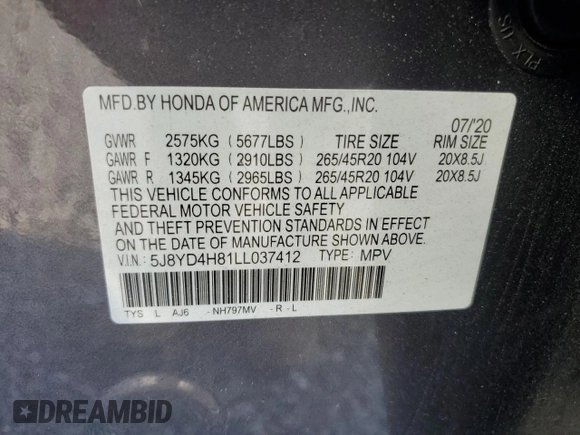 PLX US
MFD.BY HONDA OF AMERICA MFG.,INC.
07/'20
GVWR 2575KG (5677LBS) TIRE SIZE RIM SIZE
GAWR F 1320KG (2910LBS) 265/45R20 104V 20X8.5J
GAWR R 1345KG (2965LBS) 265/45R20 104V 20X8.5J
THIS VEHICLE CONFORMS TO ALL APPLICABLE
FEDERAL MOTOR VEHICLE SAFETY
AND THEFT PREVENTION STANDARDS IN EFFECT
ON THE DATE OF MANUFACTURE SHOWN ABOVE.
V.I.N.: 5J8YD4H81LL037412 TYPE: MPV
TYS L AJ6 -NH797MV -R -L
DREAMBID